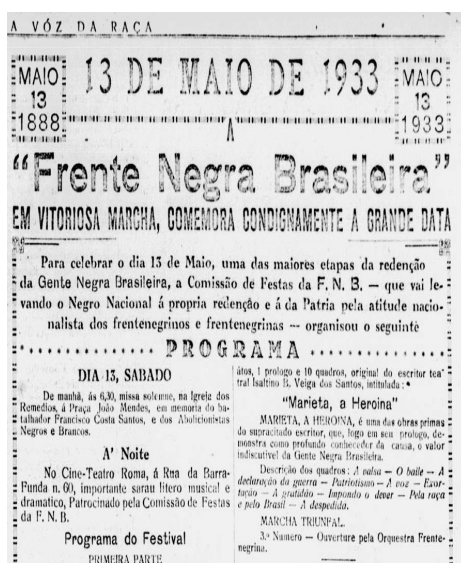 A VÓZ DA RAÇA
MAIO
13
1888
13 DE MAIO DE 1933
MAIO
13
1933
A
"Frente Negra Brasileira"
EM VITORIOSA MARCHA, COMEMORA CONDIGNAMENTE A GRANDE DATA
Para celebrar o dia 13 de Maio, uma das maiores etapas da redenção
da Gente Negra Brasileira, a Comissão de Festas da F. N. B. — que vai le-
vando o Negro Nacional á propria redenção e á da Patria pela atitude nacio-
nalista dos frentenegrinos e frentenegrinas — organisou o seguinte
PROGRAMA
DIA 13, SABADO
De manhã, ás 6,30, missa solemne, na Igreja dos
Remedios, á Praça João Mendes, em memoria do ba-
talhador Francisco Costa Santos, e dos Abolicionistas
Negros e Brancos.
A' Noite
No Cine-Teatro Roma, á Rua da Barra-
Funda n. 60, importante sarau litero musical e
dramatico, Patrocinado pela Comissão de Festas
da F. N. B.
Programa do Festival
PRIMEIRA PARTE
átos, 1 prologo e 10 quadros, original do escritor tea-
tral Isaltino B. Veiga dos Santos, intitulada :
"Marieta, a Heroina"
MARIETA, A HEROINA, é uma das obras primas
do supracitado escritor, que, logo em seu prologo, de-
monstra como profundo conhecedor da causa, o valor
indiscutivel da Gente Negra Brasileira.
Descrição dos quadros : A valsa — O baile — A
declaração da guerra — Patriotismo — A voz — Exor-
tação — A gratidão — Impondo o dever — Pela raça
e pelo Brasil — A despedida.
MARCHA TRIUNFAL.
3.º Numero — Ouverture pela Orquestra Frente-
negrina.